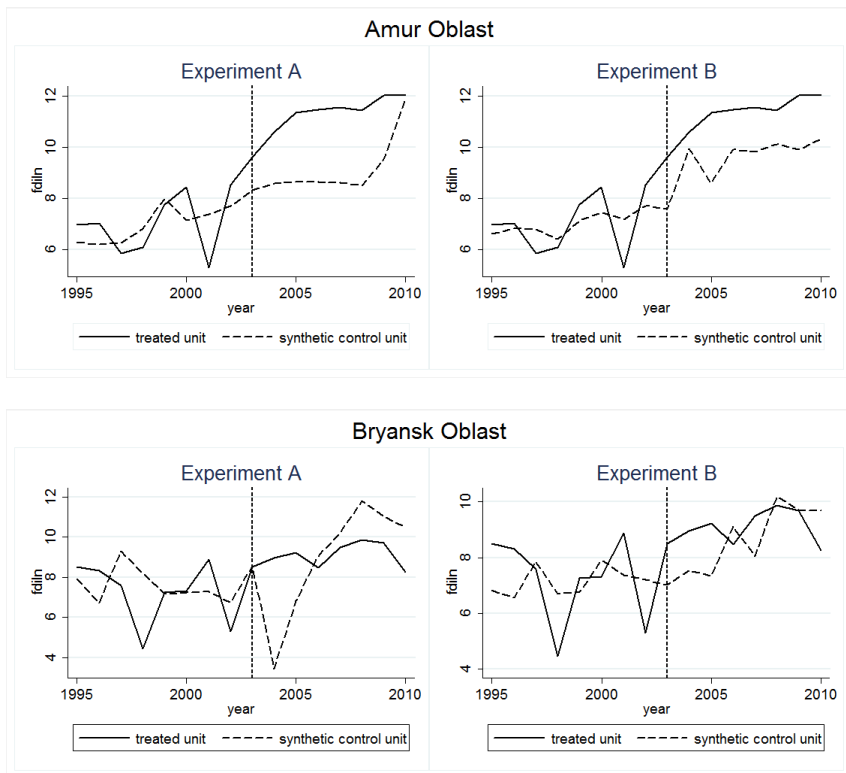 Amur Oblast
Experiment A
Experiment B
12
10
8
6
fdiln
1995 2000 2005 2010
year
treated unit synthetic control unit
12
10
8
6
fdiln
1995 2000 2005 2010
year
treated unit synthetic control unit
Bryansk Oblast
Experiment A
Experiment B
12
10
8
6
4
fdiln
1995 2000 2005 2010
year
treated unit synthetic control unit
10
8
6
4
fdiln
1995 2000 2005 2010
year
treated unit synthetic control unit